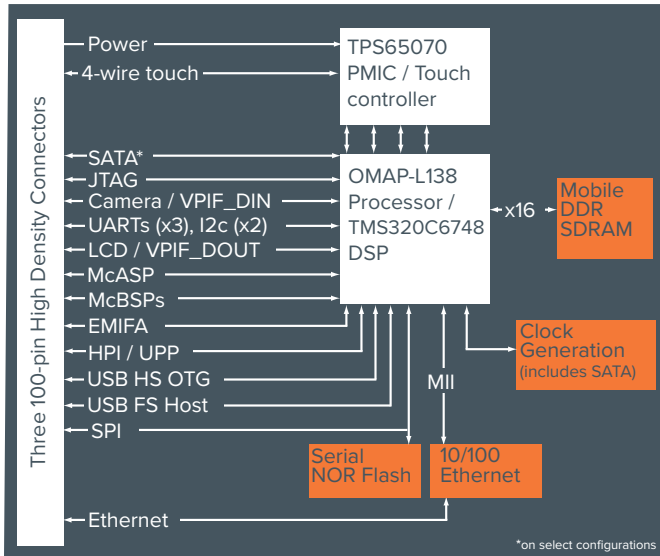 Three 100-pin High Density Connectors
Power
4-wire touch
TPS65070
PMIC / Touch
controller
SATA*
JTAG
Camera / VPIF_DIN
UARTs (x3), I2c (x2)
LCD / VPIF_DOUT
McASP
McBSPs
EMIFA
HPI / UPP
USB HS OTG
USB FS Host
SPI
Ethernet
OMAP-L138
Processor /
TMS320C6748
DSP
x16
Mobile
DDR
SDRAM
Clock
Generation
(includes SATA)
MII
Serial
NOR Flash
10/100
Ethernet
*on select configurations